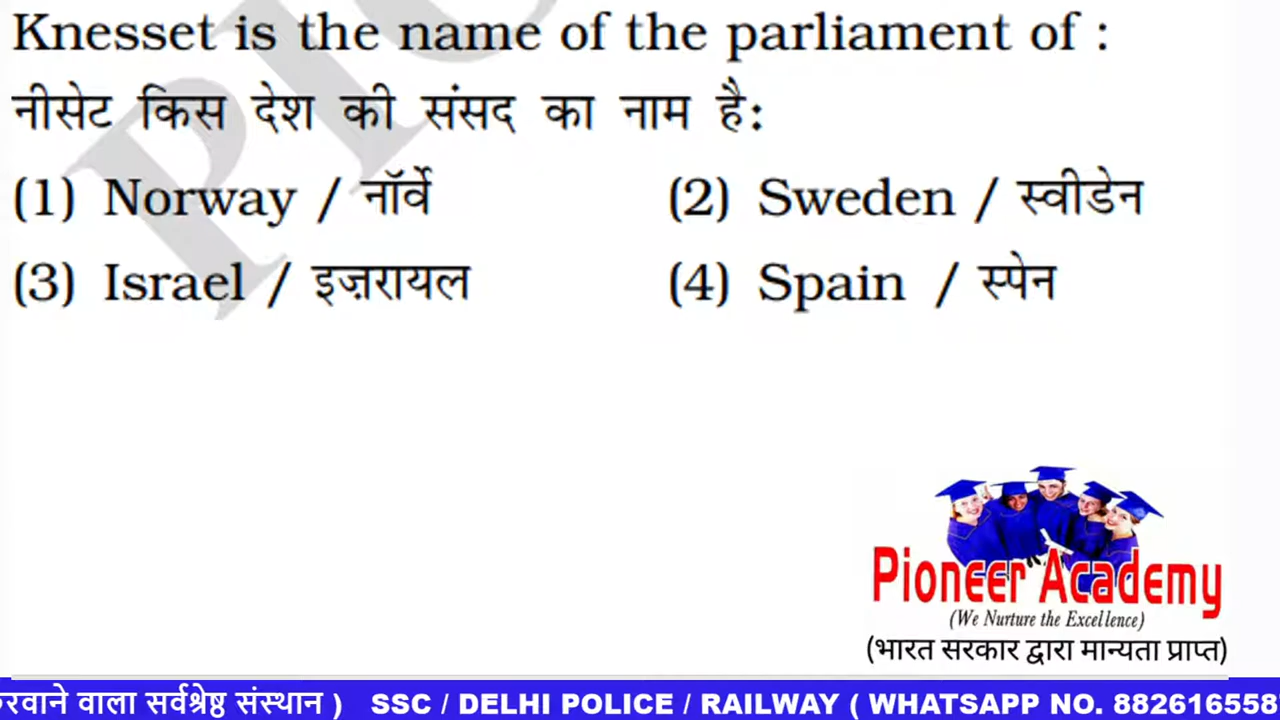 Knesset is the name of the parliament of :
नीसेट किस देश की संसद का नाम है:
(1) Norway / नॉर्वे (2) Sweden / स्वीडेन
(3) Israel / इज़रायल (4) Spain / स्पेन
Pioneer Academy
(We Nurture the Excellence)
(भारत सरकार द्वारा मान्यता प्राप्त)
रवाने वाला सर्वश्रेष्ठ संस्थान ) SSC / DELHI POLICE / RAILWAY ( WHATSAPP NO. 882616558